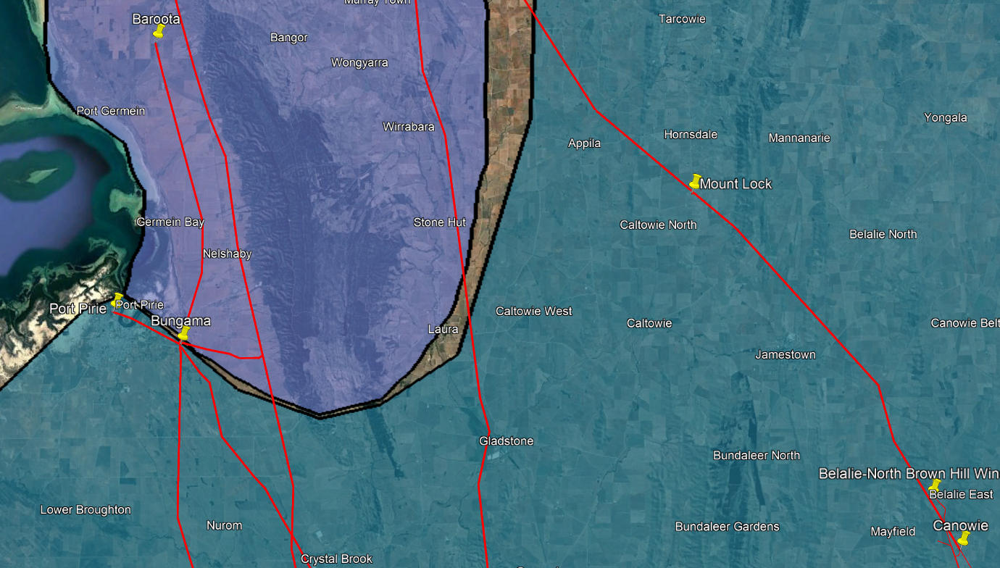 Murray Town
Baroota
Tarcowie
Bangor
Wongyarra
Port Germein
Yongala
Wirrabara
Hornsdale
Mannanarie
Appila
Mount Lock
Germein Bay
Stone Hut
Caltowie North
Belalie North
Nelshaby
Port Pirie
Port Pirie
Caltowie West
Bungama
Caltowie
Canowie Belt
Laura
Jamestown
Gladstone
Bundaleer North
Belalie-North Brown Hill Win
Belalie East
Lower Broughton
Nurom
Bundaleer Gardens
Mayfield
Canowie
Crystal Brook